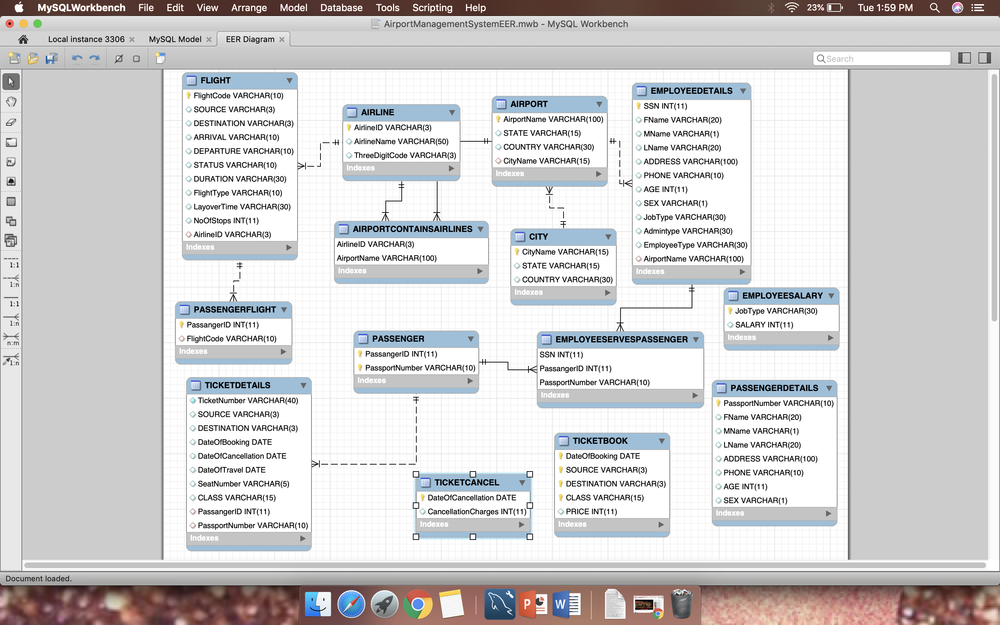 MySQLWorkbench File Edit View Arrange Model Database Tools Scripting Help 23% Tue 1:59 PM
AirportManagementSystemEER.mwb - MySQL Workbench
Local instance 3306 MySQL Model EER Diagram
Search
1:1
1:n
1:1
1:n
n:m
1:n
FLIGHT
FlightCode VARCHAR(10)
SOURCE VARCHAR(3)
DESTINATION VARCHAR(3)
ARRIVAL VARCHAR(10)
DEPARTURE VARCHAR(10)
STATUS VARCHAR(10)
DURATION VARCHAR(30)
FlightType VARCHAR(10)
LayoverTime VARCHAR(30)
NoOfStops INT(11)
AirlineID VARCHAR(3)
Indexes
AIRLINE
AirlineID VARCHAR(3)
AirlineName VARCHAR(50)
ThreeDigitCode VARCHAR(3)
Indexes
AIRPORT
AirportName VARCHAR(100)
STATE VARCHAR(15)
COUNTRY VARCHAR(30)
CityName VARCHAR(15)
Indexes
EMPLOYEEDETAILS
SSN INT(11)
FName VARCHAR(20)
MName VARCHAR(1)
LName VARCHAR(20)
ADDRESS VARCHAR(100)
PHONE VARCHAR(10)
AGE INT(11)
SEX VARCHAR(1)
JobType VARCHAR(30)
Admintype VARCHAR(30)
EmployeeType VARCHAR(30)
AirportName VARCHAR(100)
Indexes
AIRPORTCONTAINSAIRLINES
AirlineID VARCHAR(3)
AirportName VARCHAR(100)
Indexes
CITY
CityName VARCHAR(15)
STATE VARCHAR(15)
COUNTRY VARCHAR(30)
Indexes
EMPLOYEESALARY
JobType VARCHAR(30)
SALARY INT(11)
Indexes
PASSENGERFLIGHT
PassangerID INT(11)
FlightCode VARCHAR(10)
Indexes
PASSENGER
PassangerID INT(11)
PassportNumber VARCHAR(10)
Indexes
EMPLOYEESERVESPASSENGER
SSN INT(11)
PassangerID INT(11)
PassportNumber VARCHAR(10)
Indexes
TICKETDETAILS
TicketNumber VARCHAR(40)
SOURCE VARCHAR(3)
DESTINATION VARCHAR(3)
DateOfBooking DATE
DateOfCancellation DATE
DateOfTravel DATE
SeatNumber VARCHAR(5)
CLASS VARCHAR(15)
PassangerID INT(11)
PassportNumber VARCHAR(10)
Indexes
PASSENGERDETAILS
PassportNumber VARCHAR(10)
FName VARCHAR(20)
MName VARCHAR(1)
LName VARCHAR(20)
ADDRESS VARCHAR(100)
PHONE VARCHAR(10)
AGE INT(11)
SEX VARCHAR(1)
Indexes
TICKETBOOK
DateOfBooking DATE
SOURCE VARCHAR(3)
DESTINATION VARCHAR(3)
CLASS VARCHAR(15)
PRICE INT(11)
Indexes
TICKETCANCEL
DateOfCancellation DATE
CancellationCharges INT(11)
Indexes
Document loaded.
P
W
XML